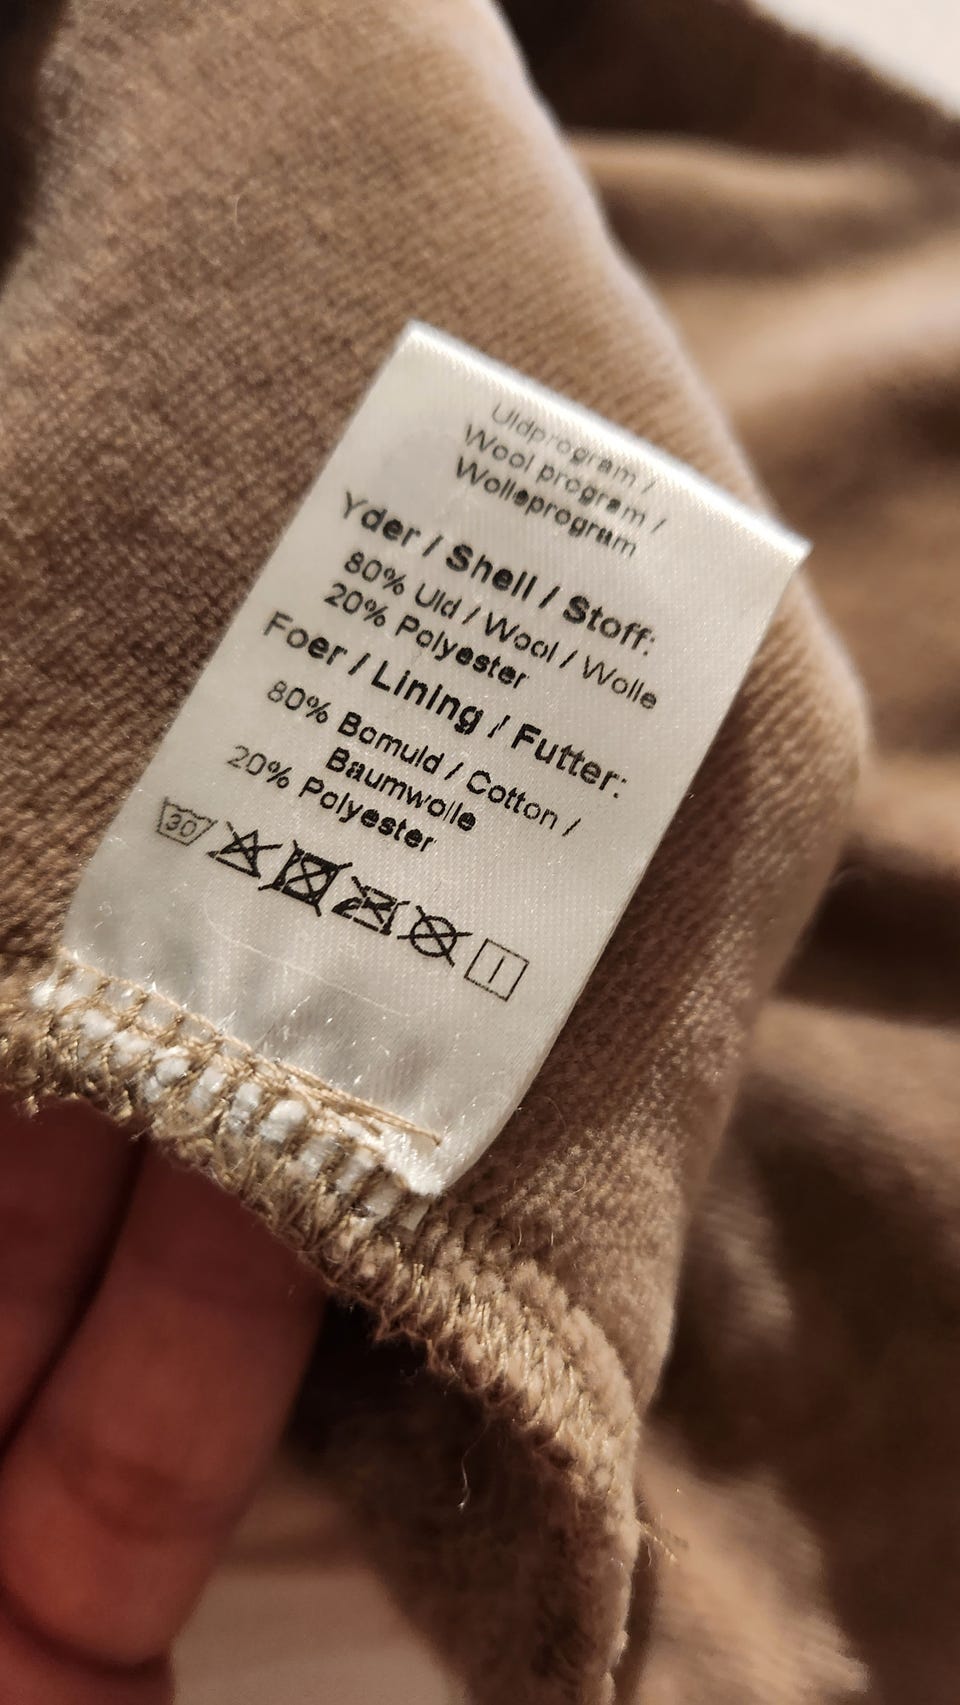 Uldprogram /
Wool program /
Wolleprogram
Yder / Shell / Stoff:
80% Uld / Wool / Wolle
20% Polyester
Foer / Lining / Futter:
80% Bomuld / Cotton /
Baumwolle
20% Polyester
30